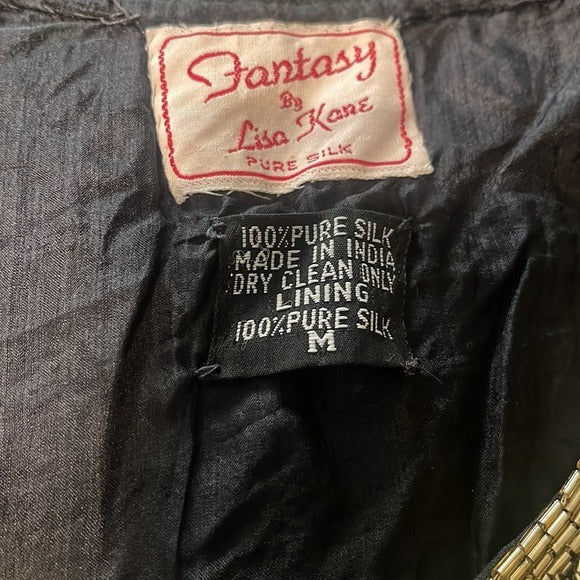 Fantasy
By
Lisa Kane
PURE SILK
100% PURE SILK
MADE IN INDIA
DRY CLEAN ONLY
LINING
100% PURE SILK
M